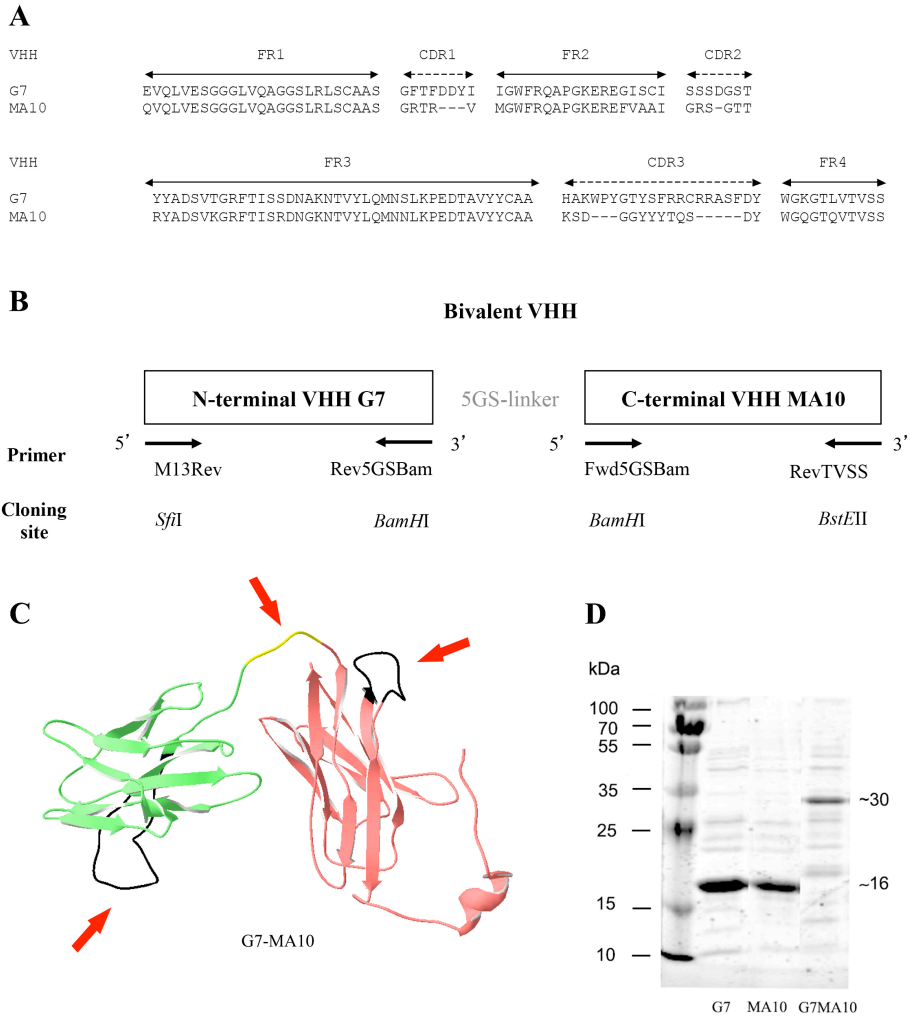 A
VHH FR1 CDR1 FR2 CDR2
G7 EVQLVESGGGLVQAGGSLRLSCAAS GFTFDDYI IGWFRQAPGKEREGISCI SSSDGST
MA10 QVQLVESGGGLVQAGGSLRLSCAAS GRTR---V MGWFRQAPGKEREFVAAI GRS-GTT
VHH FR3 CDR3 FR4
G7 YYADSVTGRFTISSDNAKNTVYLQMNSLKPEDTAVYYCAA HAKWPYGTYSFRRCRRASFDY WGKGTLVTVSS
MA10 RYADSVKGRFTISRDNGKNTVYLQMNNLKPEDTAVYYCAA KSD---GGYYYTQS-----DY WGQGTQVTVSS
B
Bivalent VHH
N-terminal VHH G7 5GS-linker C-terminal VHH MA10
5’ 3’ 5’ 3’
Primer M13Rev Rev5GSBam Fwd5GSBam RevTVSS
Cloning
site
SfiI BamHI BamHI BstEII
C
G7-MA10
D
kDa
100
70
55
35
25
15
10
~30
~16
G7 MA10 G7MA10